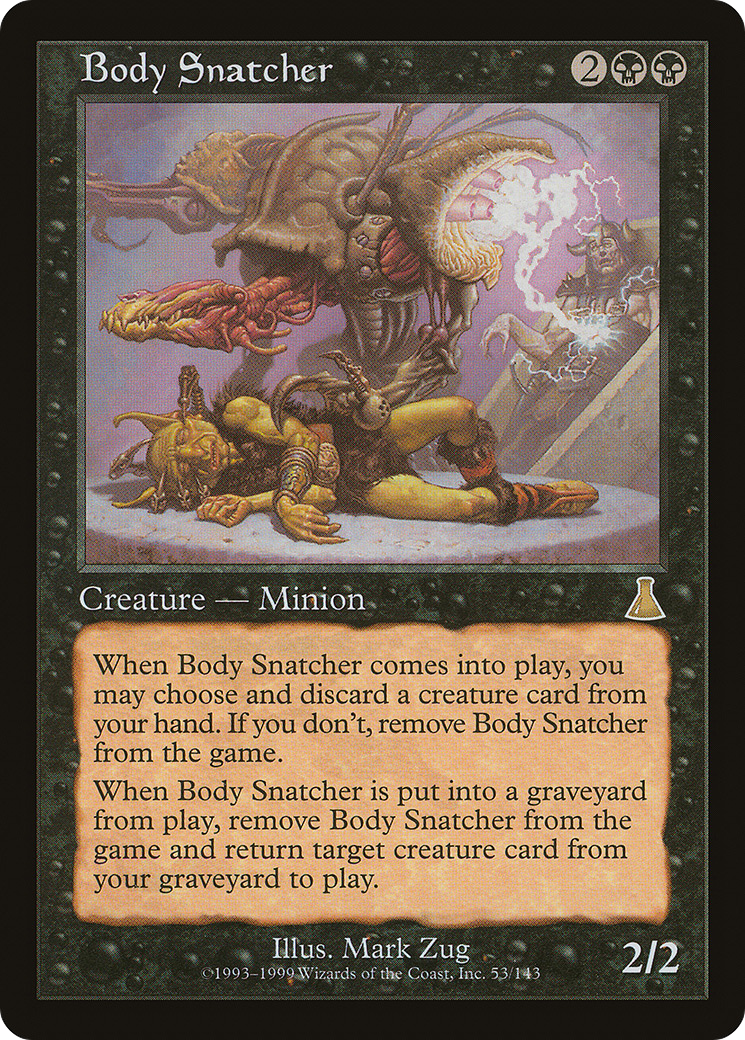 Body Snatcher 2
Creature — Minion
When Body Snatcher comes into play, you
may choose and discard a creature card from
your hand. If you don't, remove Body Snatcher
from the game.
When Body Snatcher is put into a graveyard
from play, remove Body Snatcher from the
game and return target creature card from
your graveyard to play.
Illus. Mark Zug
©1993-1999 Wizards of the Coast, Inc. 53/143
2/2